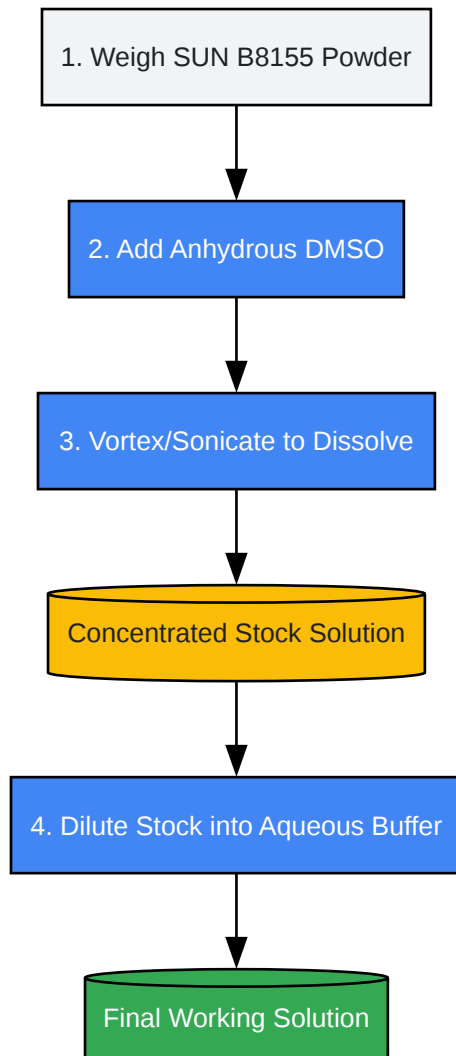 1. Weigh SUN B8155 Powder
2. Add Anhydrous DMSO
3. Vortex/Sonicate to Dissolve
Concentrated Stock Solution
4. Dilute Stock into Aqueous Buffer
Final Working Solution